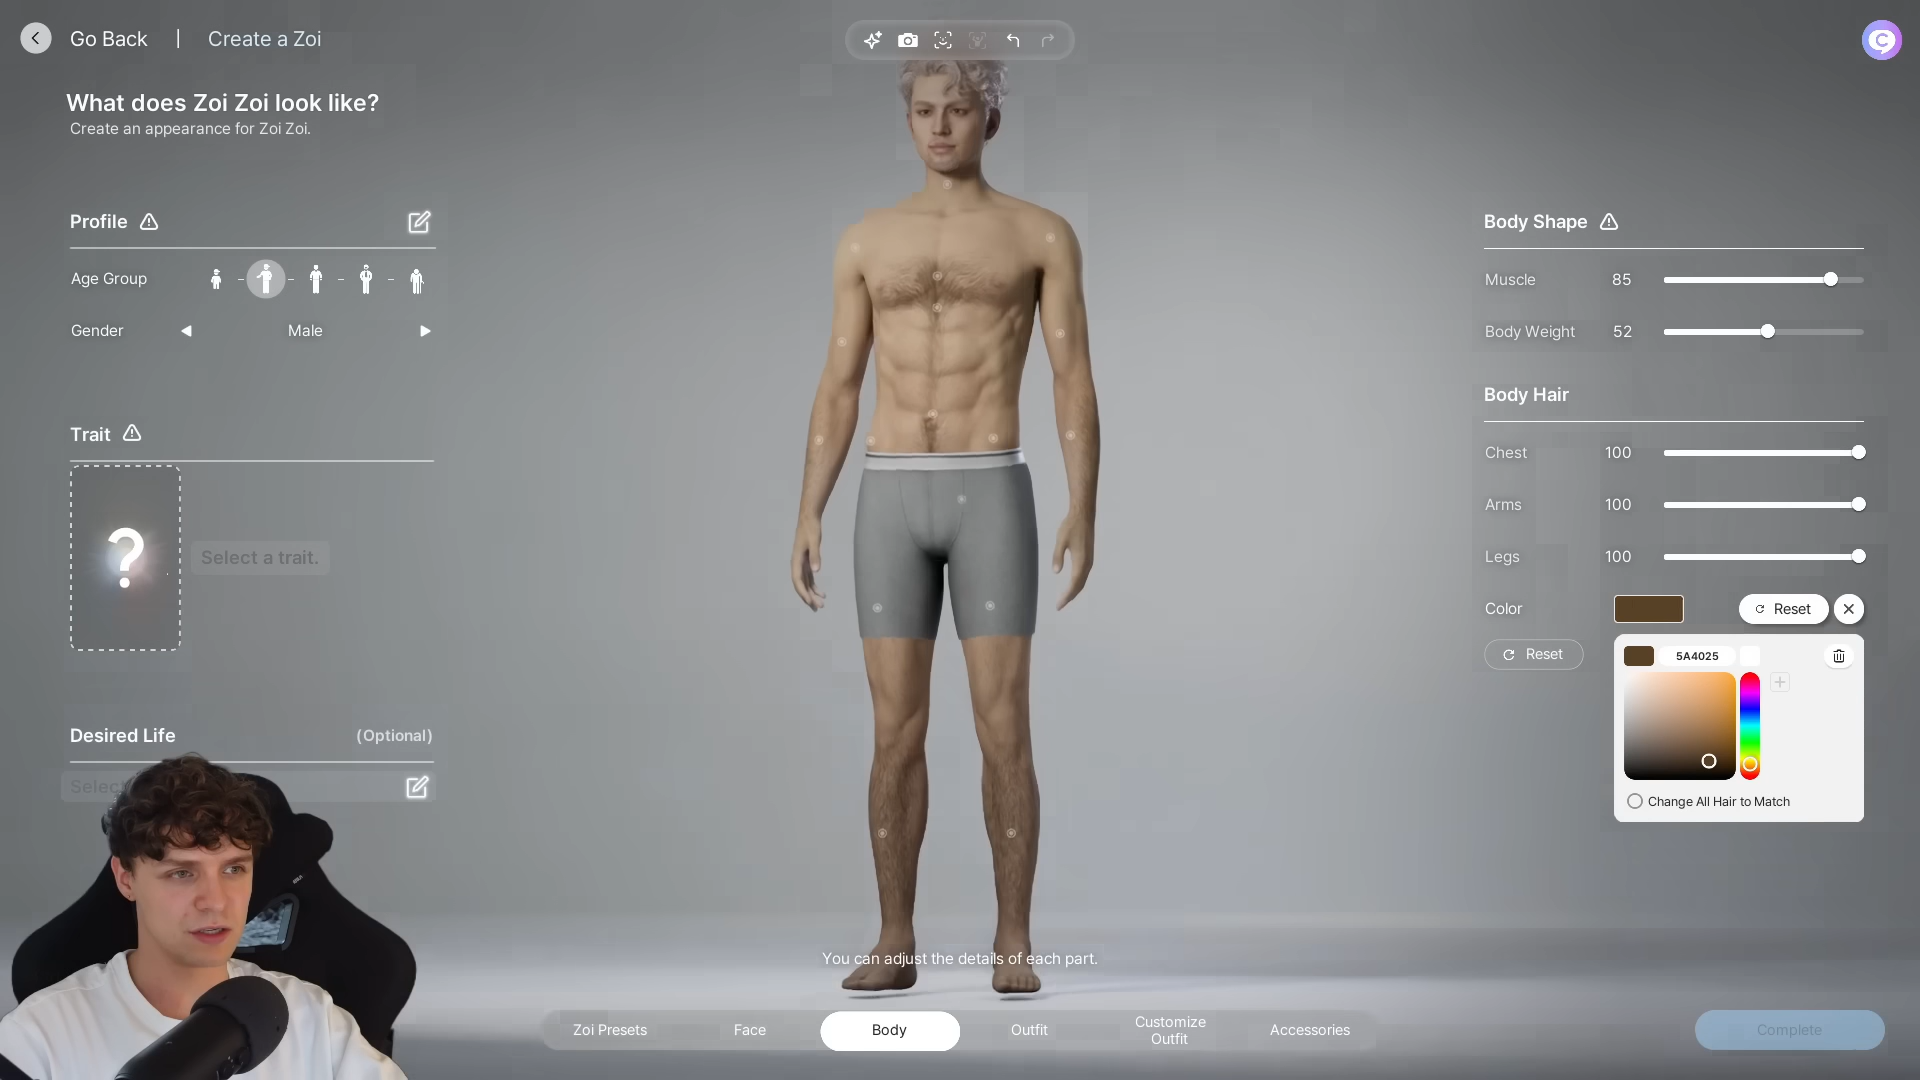 Go Back | Create a Zoi
What does Zoi Zoi look like?
Create an appearance for Zoi Zoi.
Profile
Age Group
Gender
Male
Trait
Select a trait.
Desired Life
(Optional)
Select
Body Shape
Muscle 85
Body Weight 52
Body Hair
Chest 100
Arms 100
Legs 100
Color
Reset
Reset
5A4025
Change All Hair to Match
You can adjust the details of each part.
Zoi Presets
Face
Body
Outfit
Customize
Outfit
Accessories
Complete